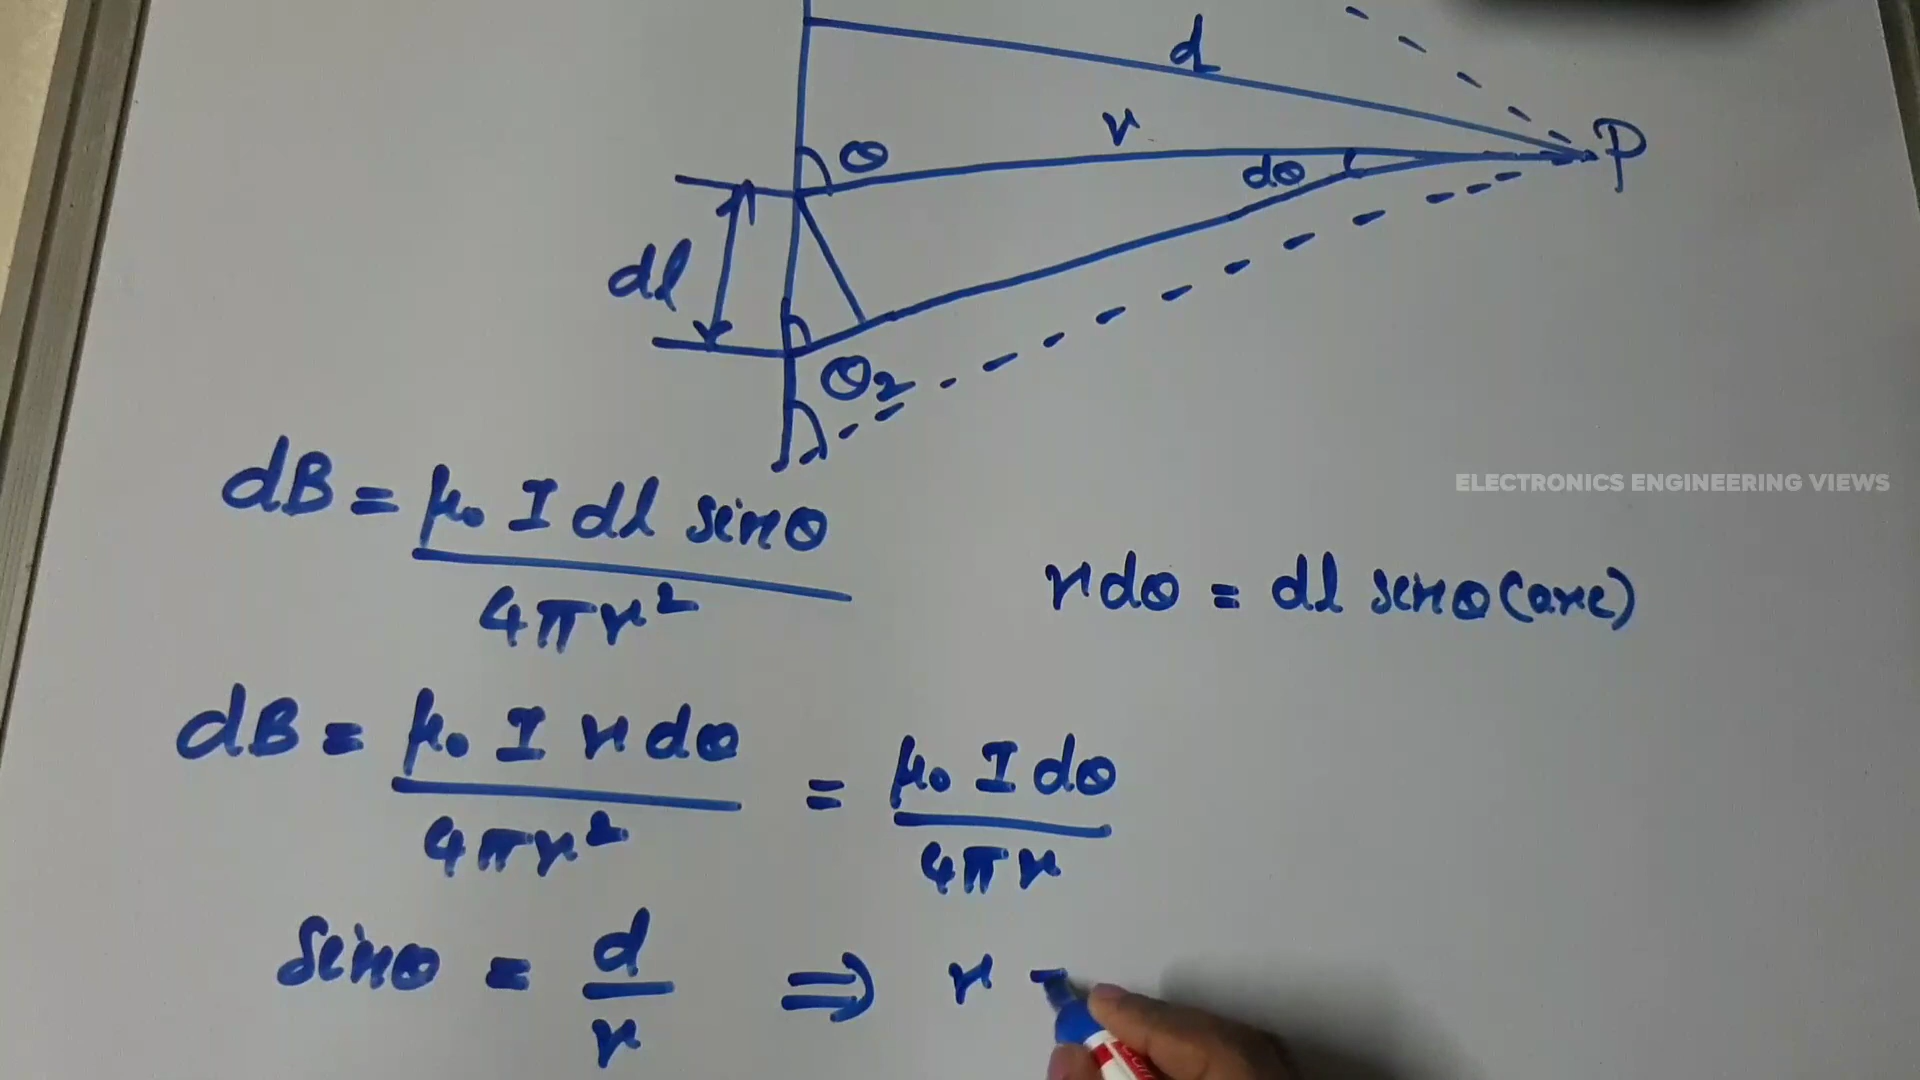 d
r
P
θ
dθ
dl
θ₂
ELECTRONICS ENGINEERING VIEWS
dB = μ₀ I dl sinθ / 4πr²
r dθ = dl sinθ (arc)
dB = μ₀ I r dθ / 4πr² = μ₀ I dθ / 4πr
sinθ = d / r ⇒ r =